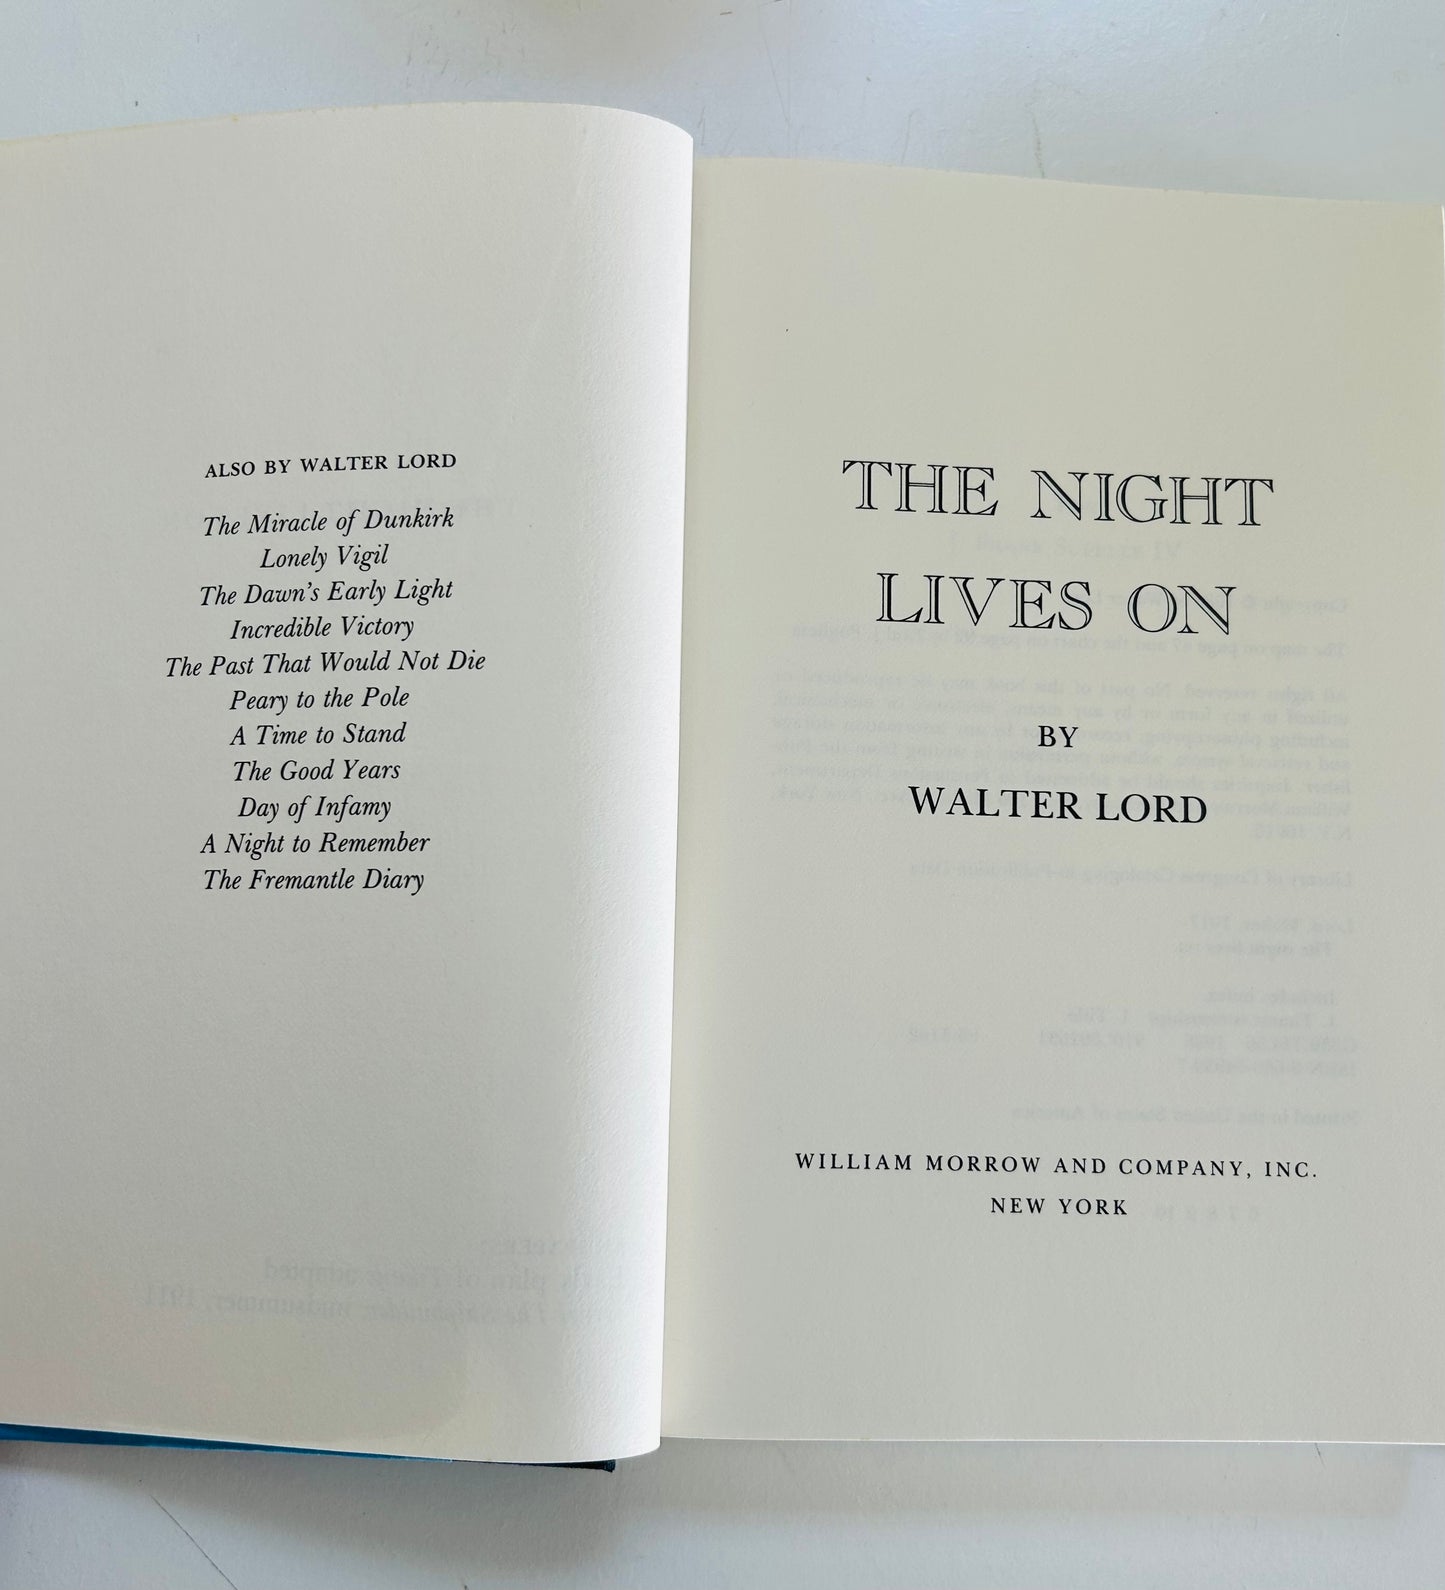 ALSO BY WALTER LORD
The Miracle of Dunkirk
Lonely Vigil
The Dawn's Early Light
Incredible Victory
The Past That Would Not Die
Peary to the Pole
A Time to Stand
The Good Years
Day of Infamy
A Night to Remember
The Fremantle Diary
THE NIGHT
LIVES ON
BY
WALTER LORD
WILLIAM MORROW AND COMPANY, INC.
NEW YORK